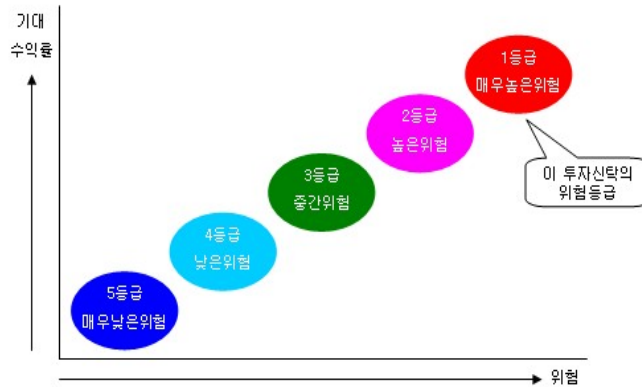 기대
수익률
1등급
매우높은위험
2등급
높은위험
3등급
중간위험
이 투자신탁의
위험등급
4등급
낮은위험
5등급
매우낮은위험
위험